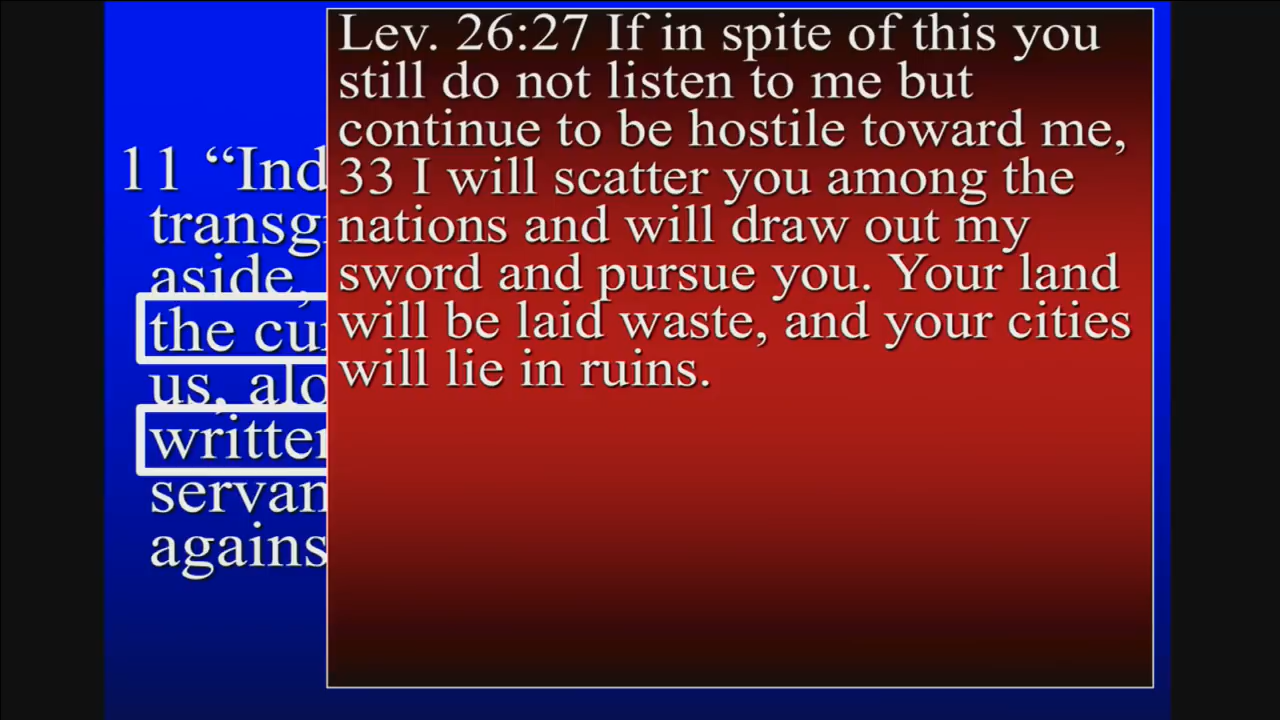 11 “Ind
transg
aside,
the cu
us, alo
written
servan
agains
Lev. 26:27 If in spite of this you
still do not listen to me but
continue to be hostile toward me,
33 I will scatter you among the
nations and will draw out my
sword and pursue you. Your land
will be laid waste, and your cities
will lie in ruins.